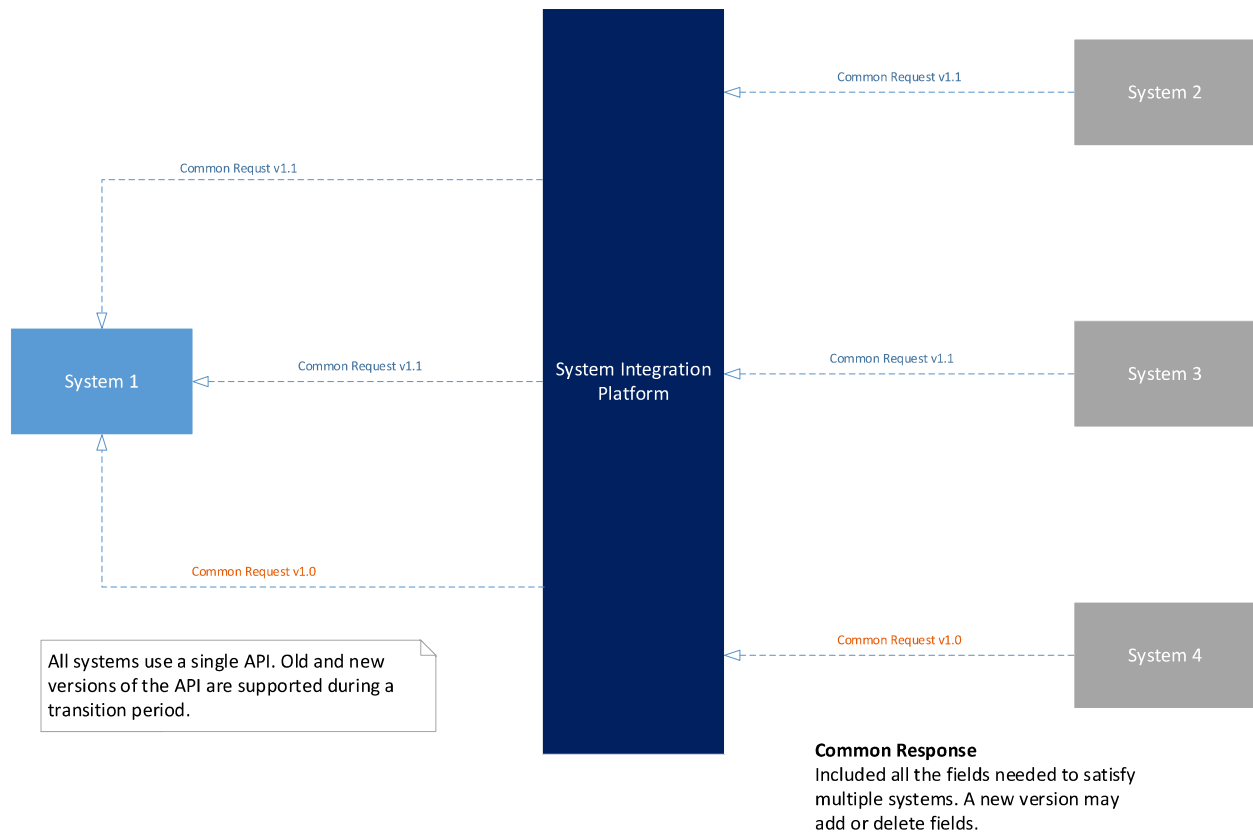 Common Request v1.1
System 2
Common Requst v1.1
System 1
Common Request v1.1
System Integration
Platform
Common Request v1.1
System 3
Common Request v1.0
Common Request v1.0
System 4
All systems use a single API. Old and new
versions of the API are supported during a
transition period.
Common Response
Included all the fields needed to satisfy
multiple systems. A new version may
add or delete fields.